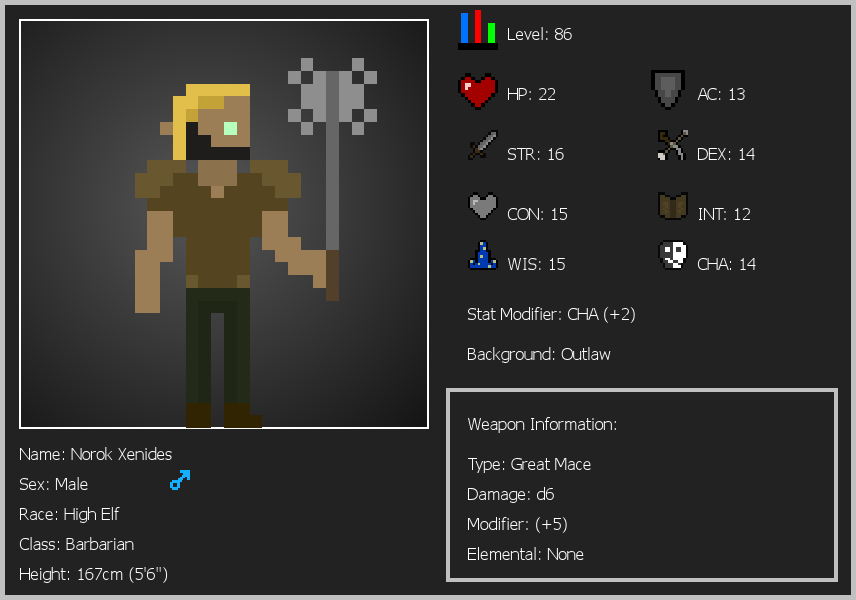 Level: 86
HP: 22
AC: 13
STR: 16
DEX: 14
CON: 15
INT: 12
WIS: 15
CHA: 14
Stat Modifier: CHA (+2)
Background: Outlaw
Weapon Information:
Type: Great Mace
Damage: d6
Modifier: (+5)
Elemental: None
Name: Norok Xenides
Sex: Male
Race: High Elf
Class: Barbarian
Height: 167cm (5'6")